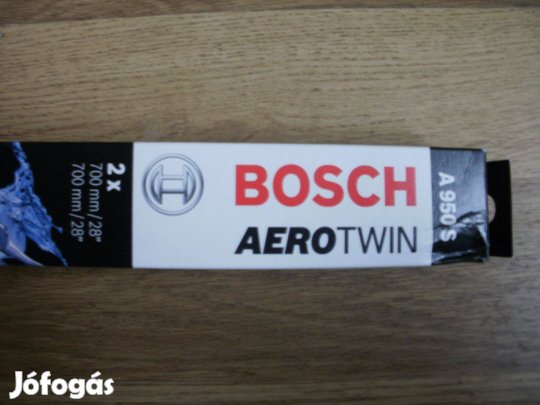 2 x
700 mm / 28"
700 mm / 28"
BOSCH
AEROTWIN
A 950 S
Jófogás